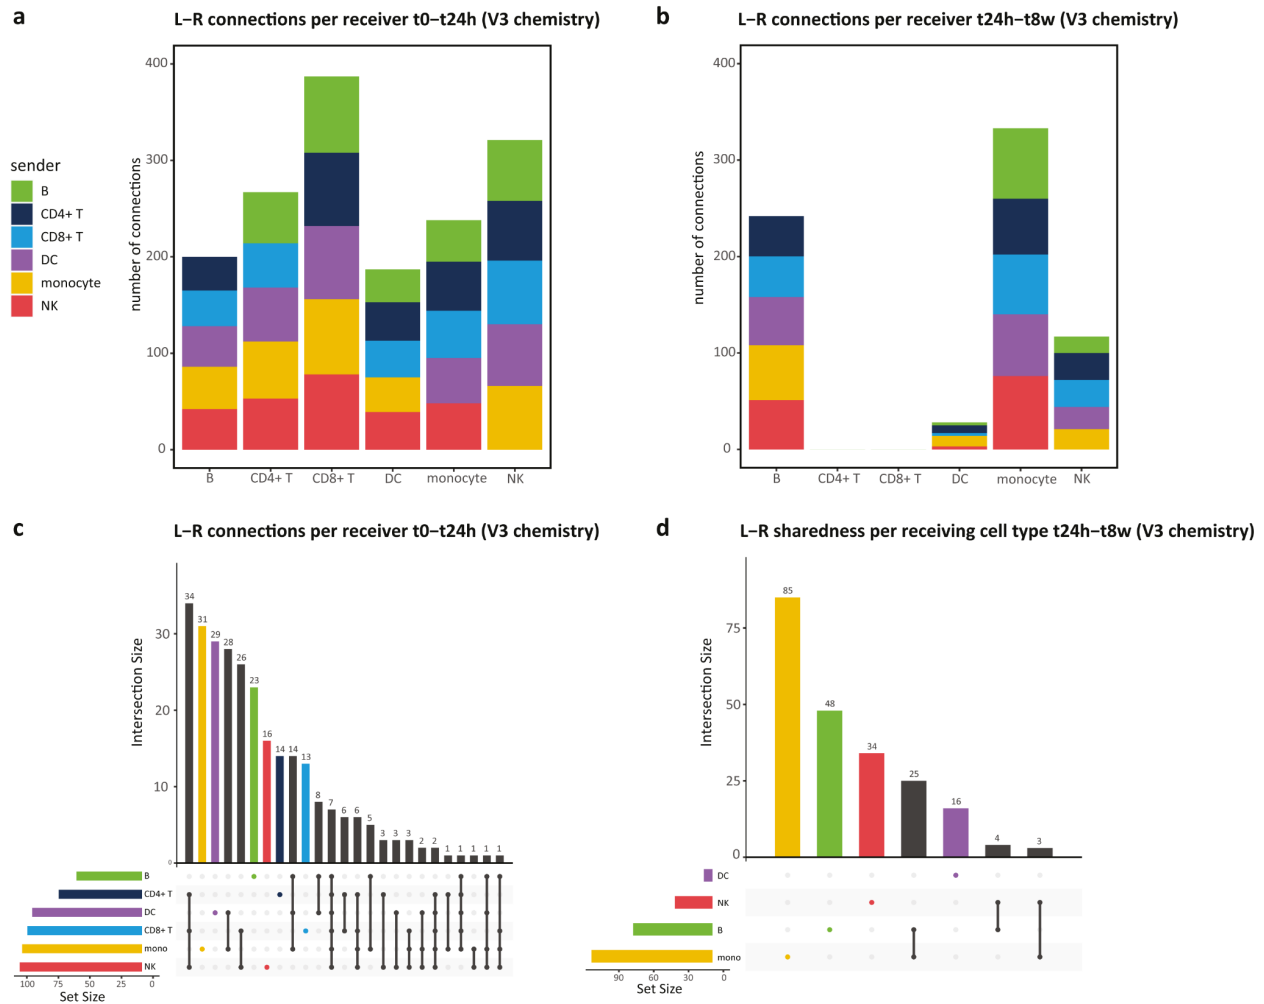 a
L−R connections per receiver t0−t24h (V3 chemistry)
sender
B
CD4+ T
CD8+ T
DC
monocyte
NK
number of connections
400
300
200
100
0
B CD4+ T CD8+ T DC monocyte NK
b
L−R connections per receiver t24h−t8w (V3 chemistry)
number of connections
400
300
200
100
0
B CD4+ T CD8+ T DC monocyte NK
c
L−R connections per receiver t0−t24h (V3 chemistry)
Intersection Size
30
20
10
0
34 31 29 28 26 23 16 14 14 13 8 7 6 6 5 3 3 3 2 2 1 1 1 1 1
B
CD4+ T
DC
CD8+ T
mono
NK
100 75 50 25 0
Set Size
d
L−R sharedness per receiving cell type t24h−t8w (V3 chemistry)
Intersection Size
75
50
25
0
85 48 34 25 16 4 3
DC
NK
B
mono
90 60 30 0
Set Size